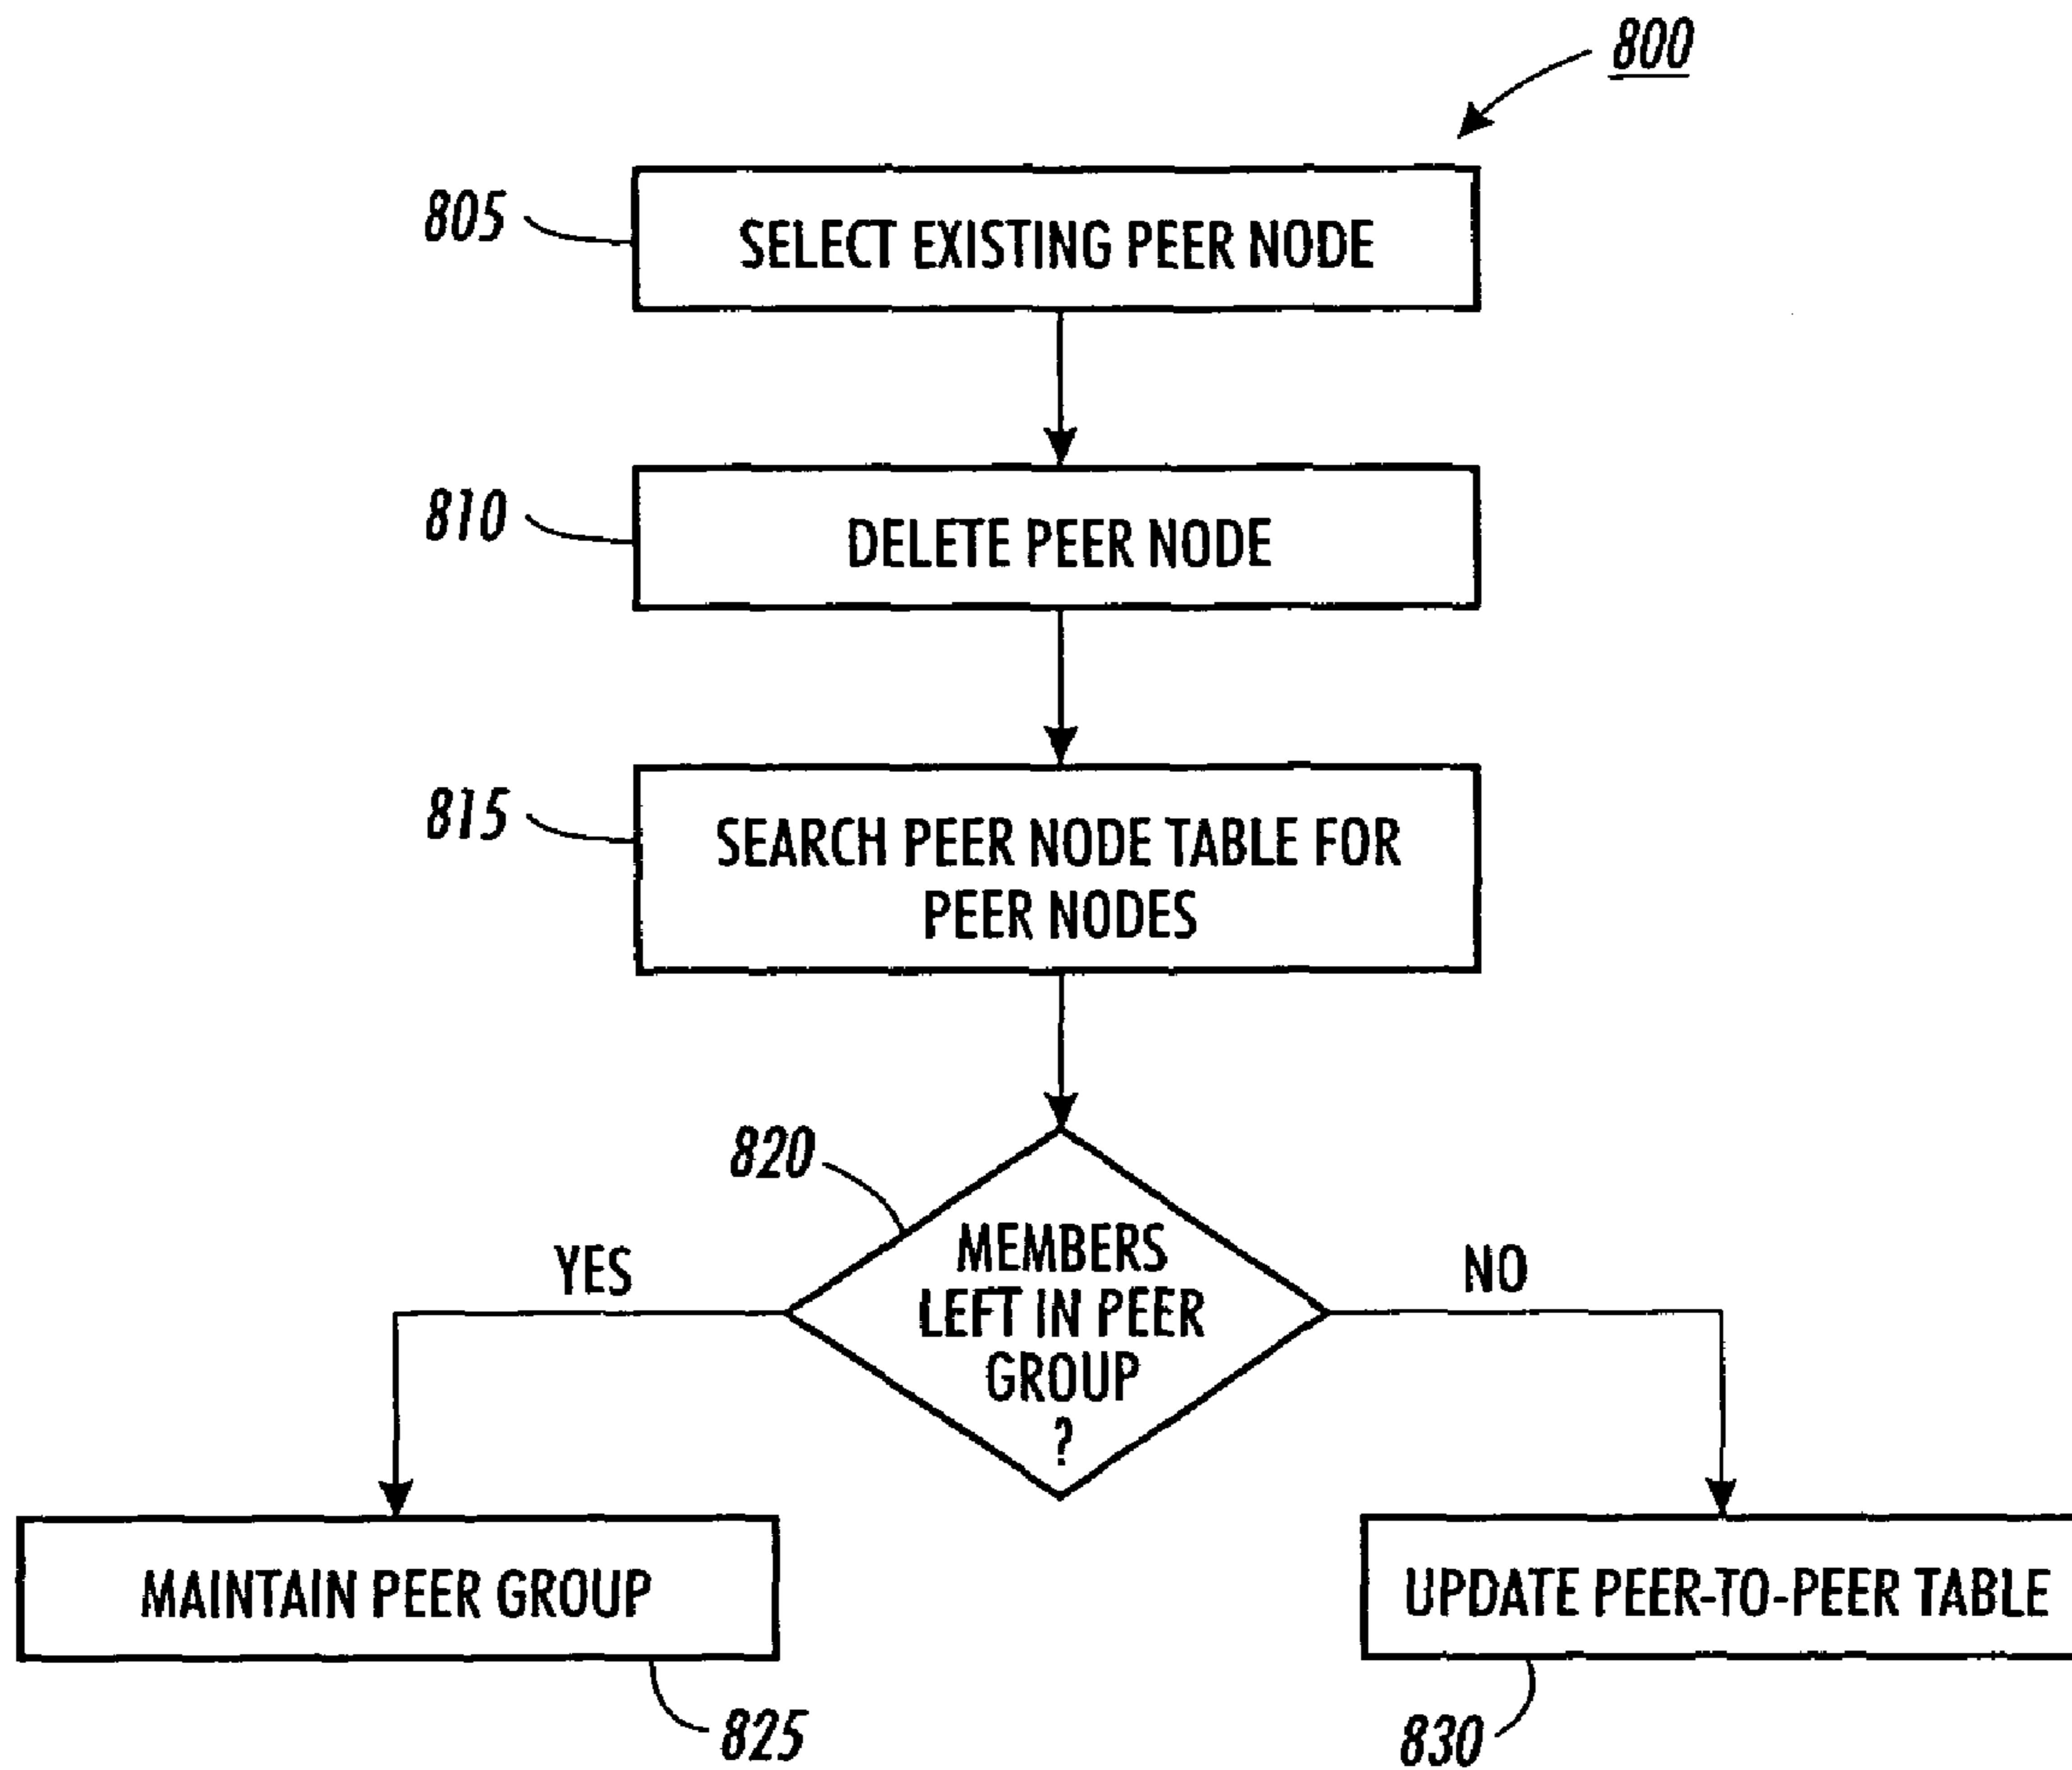 800
805
SELECT EXISTING PEER NODE
810
DELETE PEER NODE
815
SEARCH PEER NODE TABLE FOR
PEER NODES
820
MEMBERS
LEFT IN PEER
GROUP
?
YES
NO
MAINTAIN PEER GROUP
UPDATE PEER-TO-PEER TABLE
825
830